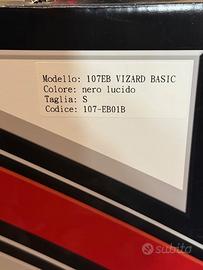 Modello: 107EB VIZARD BASIC
Colore: nero lucido
Taglia: S
Codice: 107-EB01B
subito